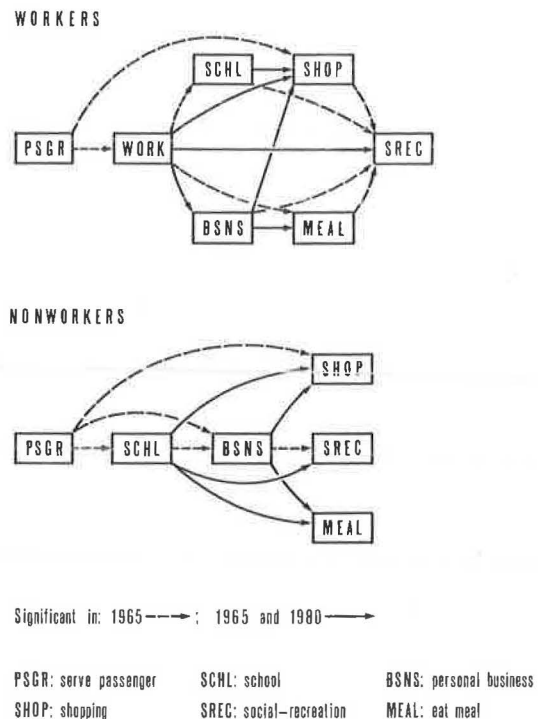 WORKERS
SCHL SHOP
PSGR WORK SREC
BSNS MEAL
NONWORKERS
SHOP
PSGR SCHL BSNS SREC
MEAL
Significant in: 1965 ; 1965 and 1980
PSGR: serve passenger SCHL: school BSNS: personal business
SHOP: shopping SREC: social-recreation MEAL: eat meal